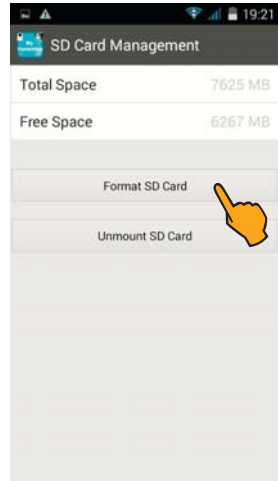 19:21
SD Card Management
Total Space 7625 MB
Free Space 6267 MB
Format SD Card
Unmount SD Card